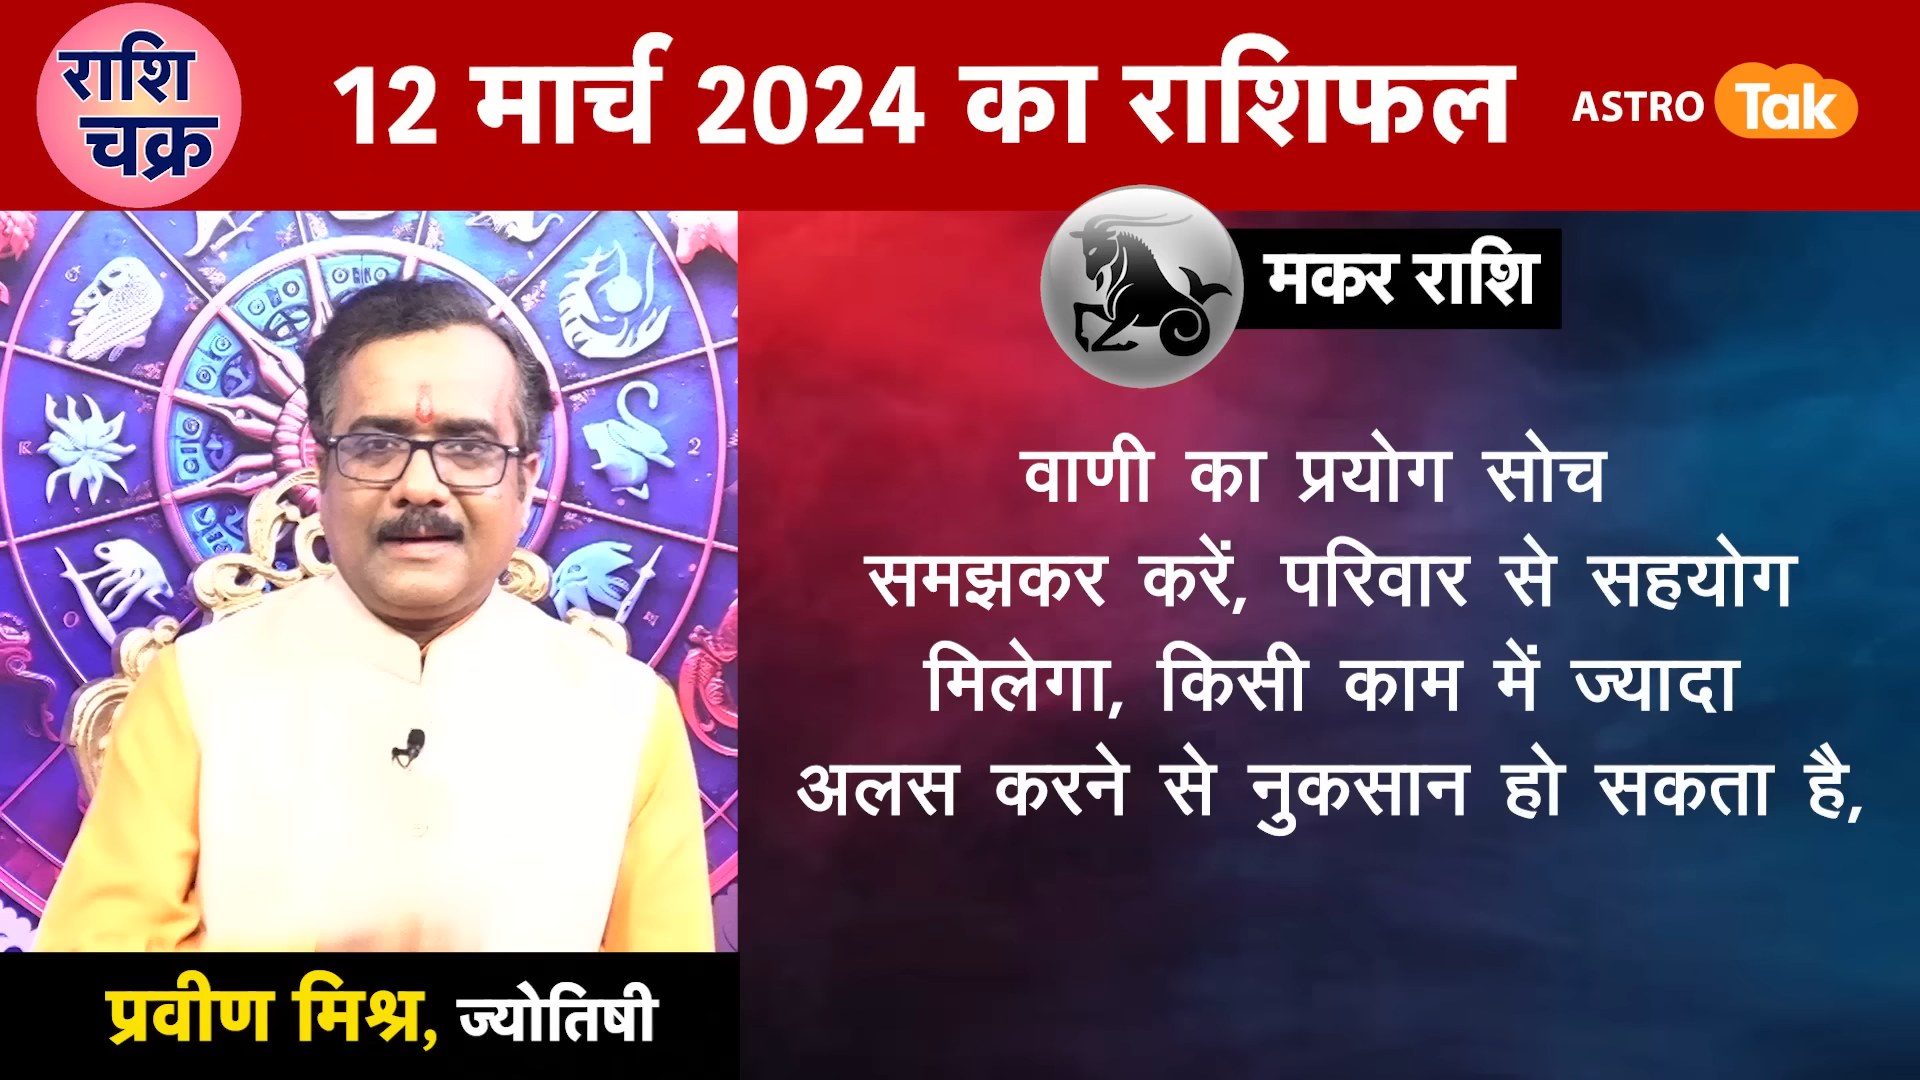 राशि
चक्र
12 मार्च 2024 का राशिफल
ASTRO Tak
मकर राशि
वाणी का प्रयोग सोच
समझकर करें, परिवार से सहयोग
मिलेगा, किसी काम में ज्यादा
अलस करने से नुकसान हो सकता है,
प्रवीण मिश्र, ज्योतिषी